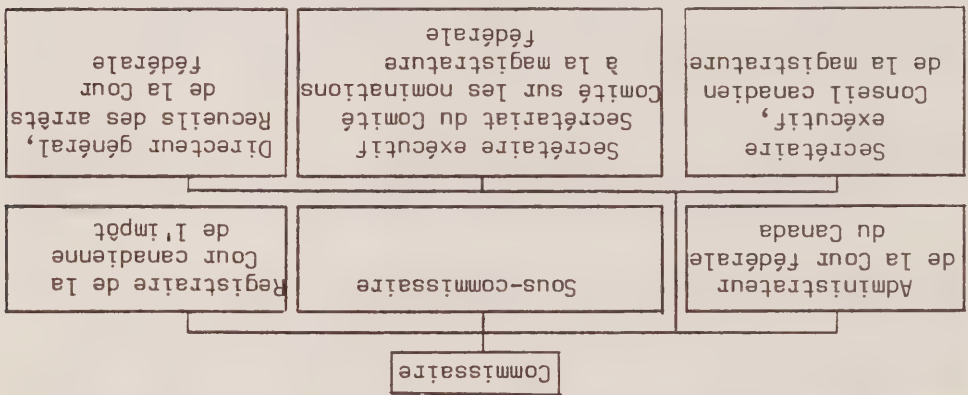 Commissaire
Administrateur
de la Cour fédérale
du Canada
Sous-commissaire
Registraire de la
Cour canadienne
de l'impôt
Secrétaire
exécutif,
Conseil canadien
de la magistrature
Secrétaire exécutif
Secrétariat du Comité
Comité sur les nominations
à la magistrature
fédérale
Directeur général,
Recueils des arrêts
de la Cour
fédérale